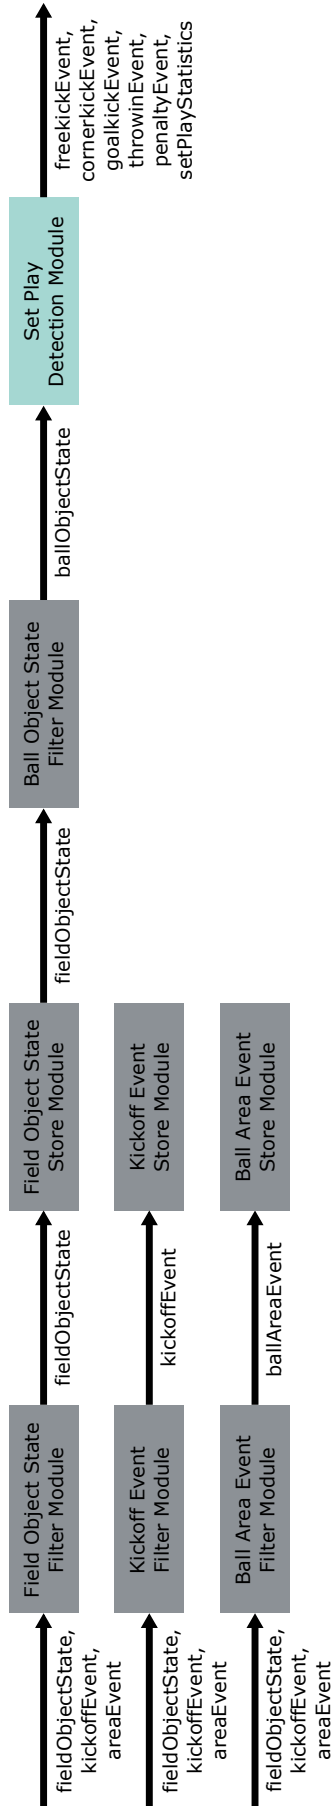 fieldObjectState,
kickoffEvent,
areaEvent
Field Object State
Filter Module
fieldObjectState
Field Object State
Store Module
fieldObjectState
Ball Object State
Filter Module
ballObjectState
Set Play
Detection Module
freekickEvent,
cornerkickEvent,
goalkickEvent,
throwinEvent,
penaltyEvent,
setPlayStatistics
fieldObjectState,
kickoffEvent,
areaEvent
Kickoff Event
Filter Module
kickoffEvent
Kickoff Event
Store Module
fieldObjectState,
kickoffEvent,
areaEvent
Ball Area Event
Filter Module
ballAreaEvent
Ball Area Event
Store Module